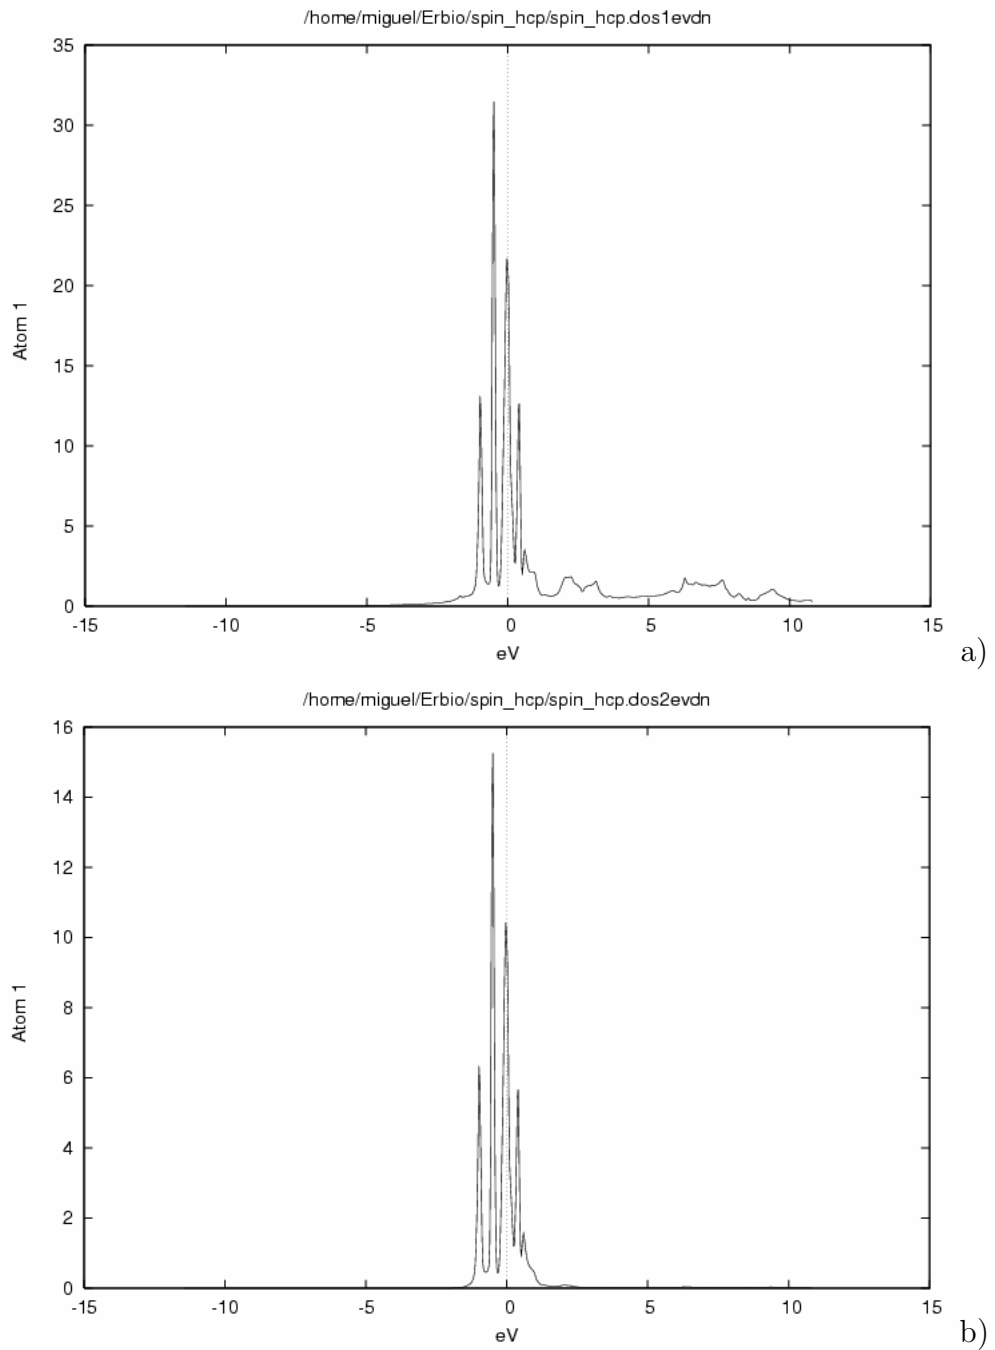 /home/miguel/Erbio/spin_hcp/spin_hcp.dos1evdn
35
30
25
20
15
10
5
0
Atom 1
-15 -10 -5 0 5 10 15
eV
a)
/home/miguel/Erbio/spin_hcp/spin_hcp.dos2evdn
16
14
12
10
8
6
4
2
0
Atom 1
-15 -10 -5 0 5 10 15
eV
b)